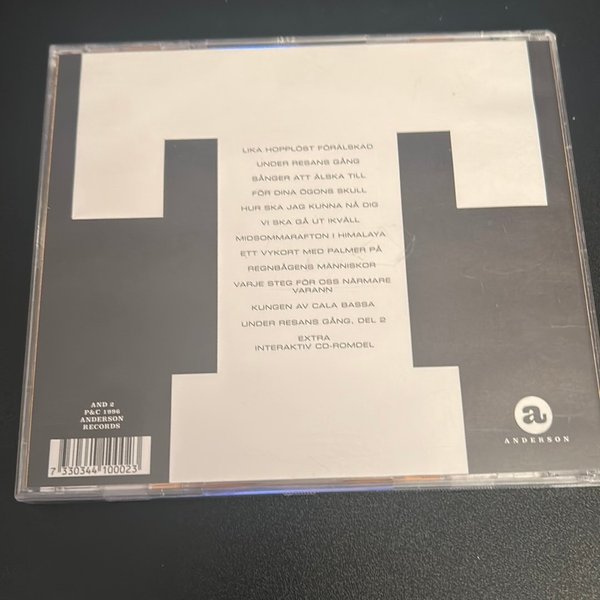 LIKA HOPPLÖST FÖRÄLSKAD
UNDER RESANS GÅNG
SÅNGER ATT ÄLSKA TILL
FÖR DINA ÖGONS SKULL
HUR SKA JAG KUNNA NÅ DIG
VI SKA GÅ UT IKVÄLL
MIDSOMMARAFTON I HIMALAYA
ETT VYKORT MED PALMER PÅ
REGNBÅGENS MÄNNISKOR
VARJE STEG FÖR OSS NÄRMARE
VARANN
KUNGEN AV CALA BASSA
UNDER RESANS GÅNG, DEL 2
EXTRA
INTERAKTIV CD-ROMDEL
AND 2
P&C 1996
ANDERSON
RECORDS
7 330344 100023
a
ANDERSON